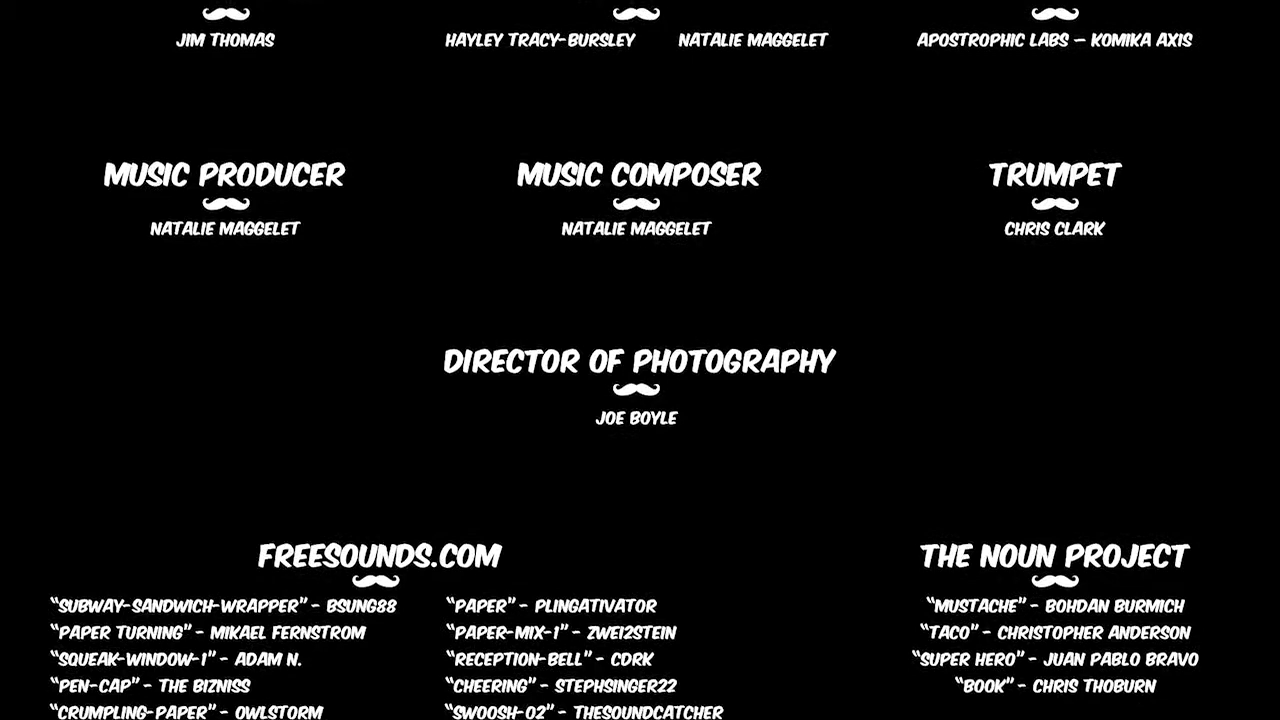 JIM THOMAS
HAYLEY TRACY-BURSLEY NATALIE MAGGELET
APOSTROPHIC LABS – KOMIKA AXIS
MUSIC PRODUCER
NATALIE MAGGELET
MUSIC COMPOSER
NATALIE MAGGELET
TRUMPET
CHRIS CLARK
DIRECTOR OF PHOTOGRAPHY
JOE BOYLE
FREESOUNDS.COM
“SUBWAY-SANDWICH-WRAPPER” - BSUNG88
“PAPER TURNING” - MIKAEL FERNSTROM
“SQUEAK-WINDOW-1” - ADAM N.
“PEN-CAP” - THE BIZNISS
“CRUMPLING-PAPER” - OWLSTORM
“PAPER” - PLINGATIVATOR
“PAPER-MIX-1” - ZWEI2STEIN
“RECEPTION-BELL” - CDRK
“CHEERING” - STEPHSINGER22
“SWOOSH-02” - THESOUNDCATCHER
THE NOUN PROJECT
“MUSTACHE” - BOHDAN BURMICH
“TACO” - CHRISTOPHER ANDERSON
“SUPER HERO” - JUAN PABLO BRAVO
“BOOK” - CHRIS THOBURN